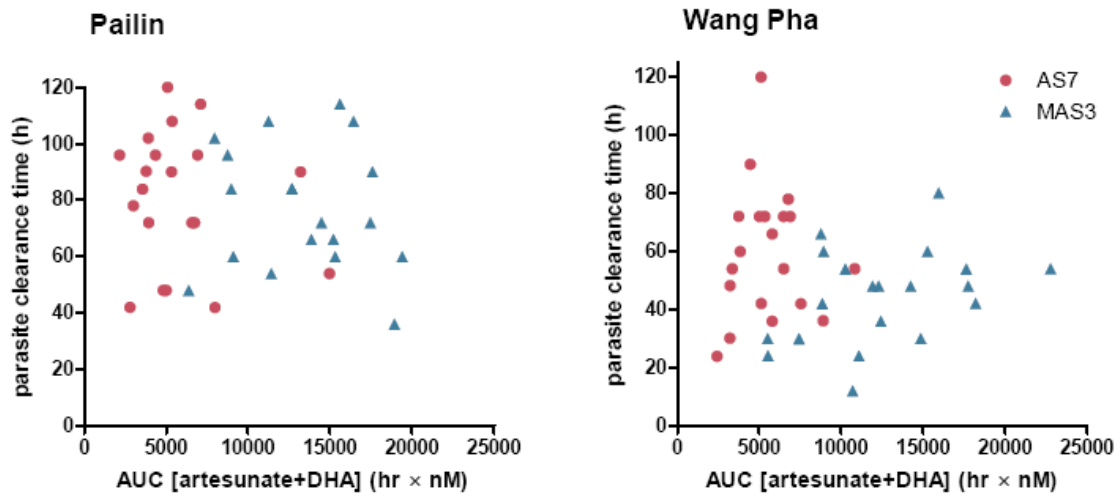 Pailin
parasite clearance time (h)
120
100
80
60
40
20
0
0 5000 10000 15000 20000 25000
AUC [artesunate+DHA] (hr × nM)
Wang Pha
AS7
MAS3
parasite clearance time (h)
120
100
80
60
40
20
0
0 5000 10000 15000 20000 25000
AUC [artesunate+DHA] (hr × nM)